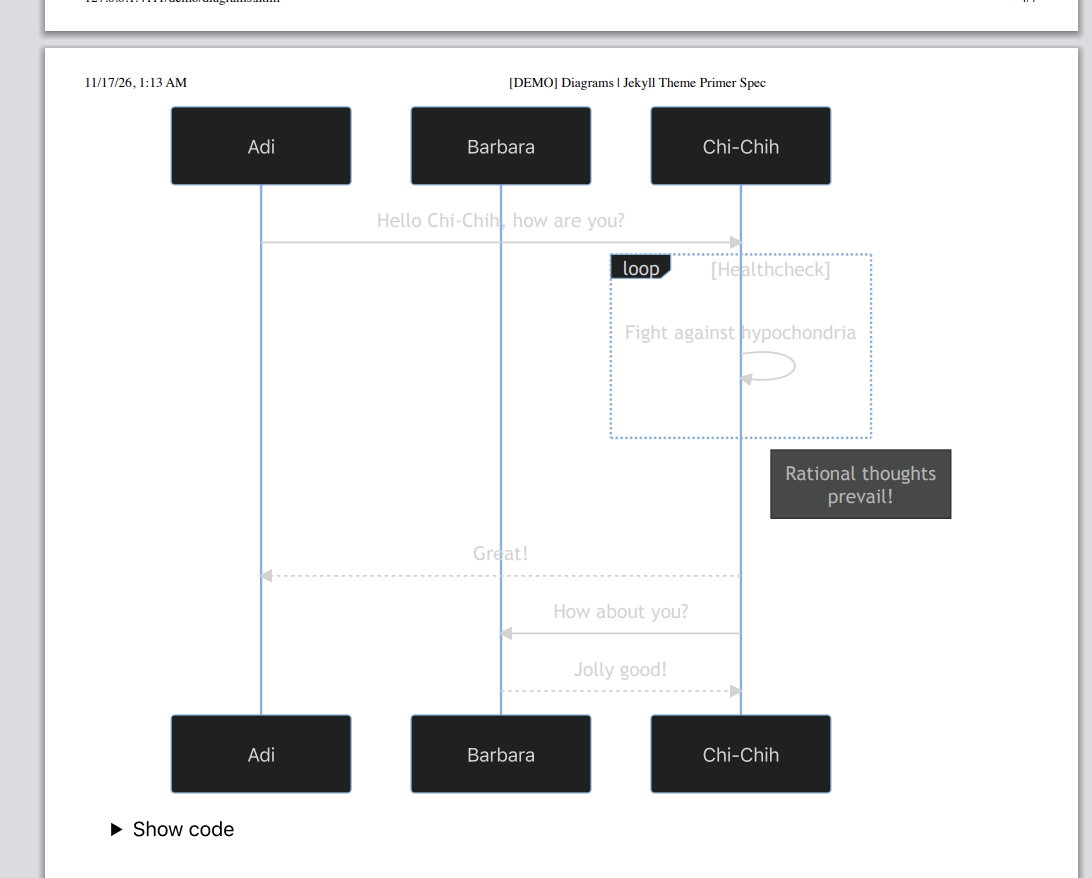 11/17/26, 1:13 AM
[DEMO] Diagrams | Jekyll Theme Primer Spec
Adi
Barbara
Chi-Chih
Hello Chi-Chih, how are you?
loop
[Healthcheck]
Fight against hypochondria
Rational thoughts
prevail!
Great!
How about you?
Jolly good!
Adi
Barbara
Chi-Chih
Show code